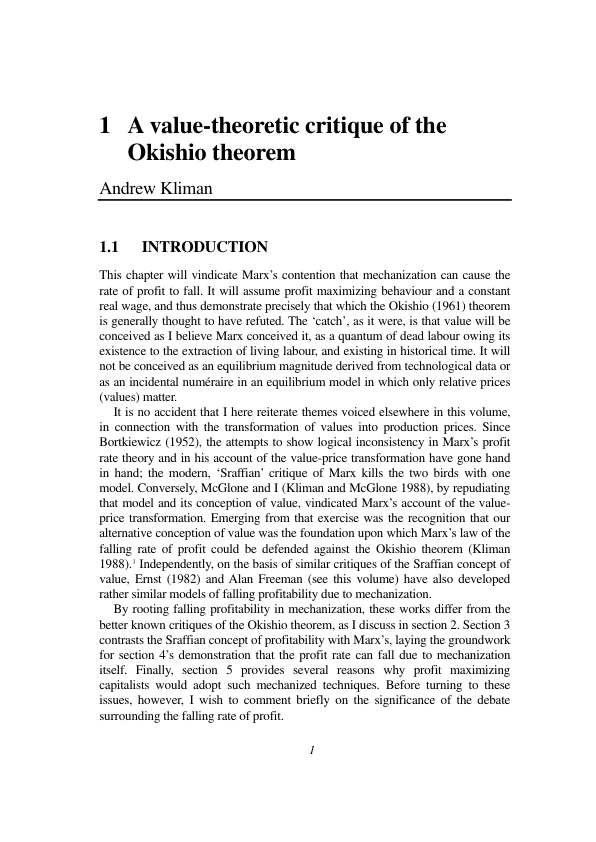 1 A value-theoretic critique of the
Okishio theorem
Andrew Kliman
1.1 INTRODUCTION
This chapter will vindicate Marx’s contention that mechanization can cause the
rate of profit to fall. It will assume profit maximizing behaviour and a constant
real wage, and thus demonstrate precisely that which the Okishio (1961) theorem
is generally thought to have refuted. The ‘catch’, as it were, is that value will be
conceived as I believe Marx conceived it, as a quantum of dead labour owing its
existence to the extraction of living labour, and existing in historical time. It will
not be conceived as an equilibrium magnitude derived from technological data or
as an incidental numéraire in an equilibrium model in which only relative prices
(values) matter.
It is no accident that I here reiterate themes voiced elsewhere in this volume,
in connection with the transformation of values into production prices. Since
Bortkiewicz (1952), the attempts to show logical inconsistency in Marx’s profit
rate theory and in his account of the value-price transformation have gone hand
in hand; the modern, ‘Sraffian’ critique of Marx kills the two birds with one
model. Conversely, McGlone and I (Kliman and McGlone 1988), by repudiating
that model and its conception of value, vindicated Marx’s account of the value-
price transformation. Emerging from that exercise was the recognition that our
alternative conception of value was the foundation upon which Marx’s law of the
falling rate of profit could be defended against the Okishio theorem (Kliman
1988).1 Independently, on the basis of similar critiques of the Sraffian concept of
value, Ernst (1982) and Alan Freeman (see this volume) have also developed
rather similar models of falling profitability due to mechanization.
By rooting falling profitability in mechanization, these works differ from the
better known critiques of the Okishio theorem, as I discuss in section 2. Section 3
contrasts the Sraffian concept of profitability with Marx’s, laying the groundwork
for section 4’s demonstration that the profit rate can fall due to mechanization
itself. Finally, section 5 provides several reasons why profit maximizing
capitalists would adopt such mechanized techniques. Before turning to these
issues, however, I wish to comment briefly on the significance of the debate
surrounding the falling rate of profit.
1